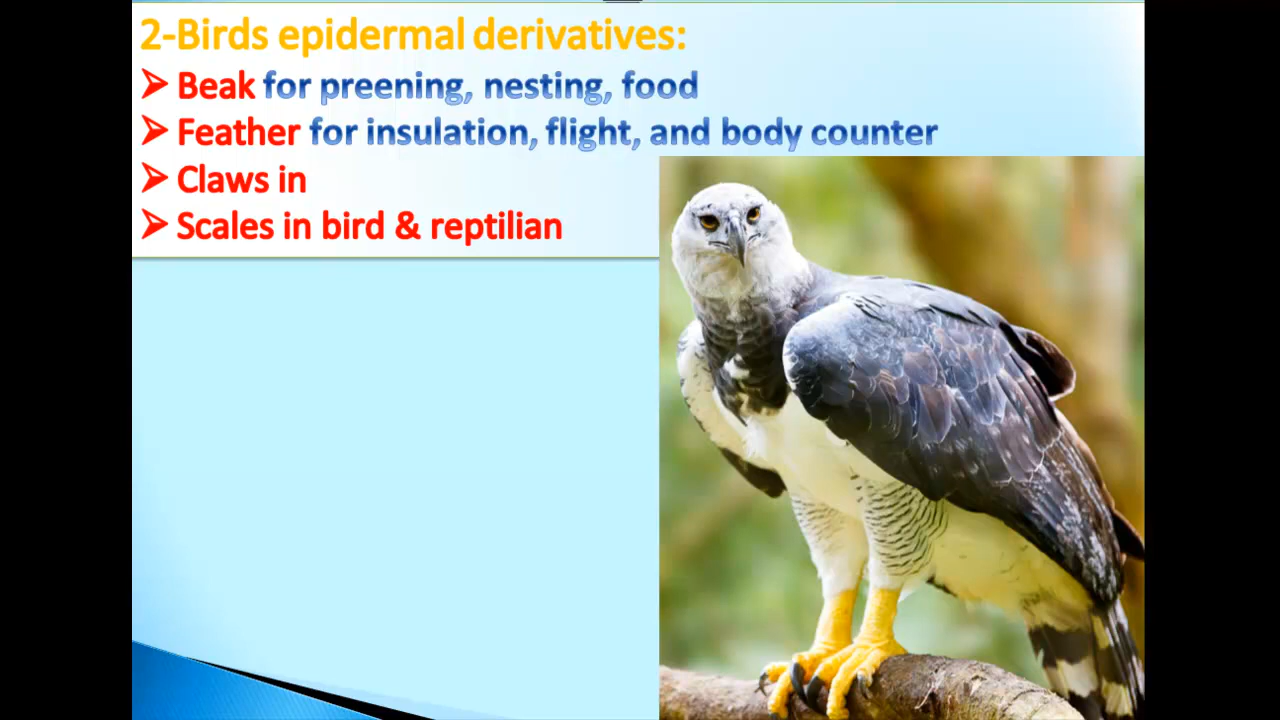 2-Birds epidermal derivatives:
➢ Beak for preening, nesting, food
➢ Feather for insulation, flight, and body counter
➢ Claws in
➢ Scales in bird & reptilian